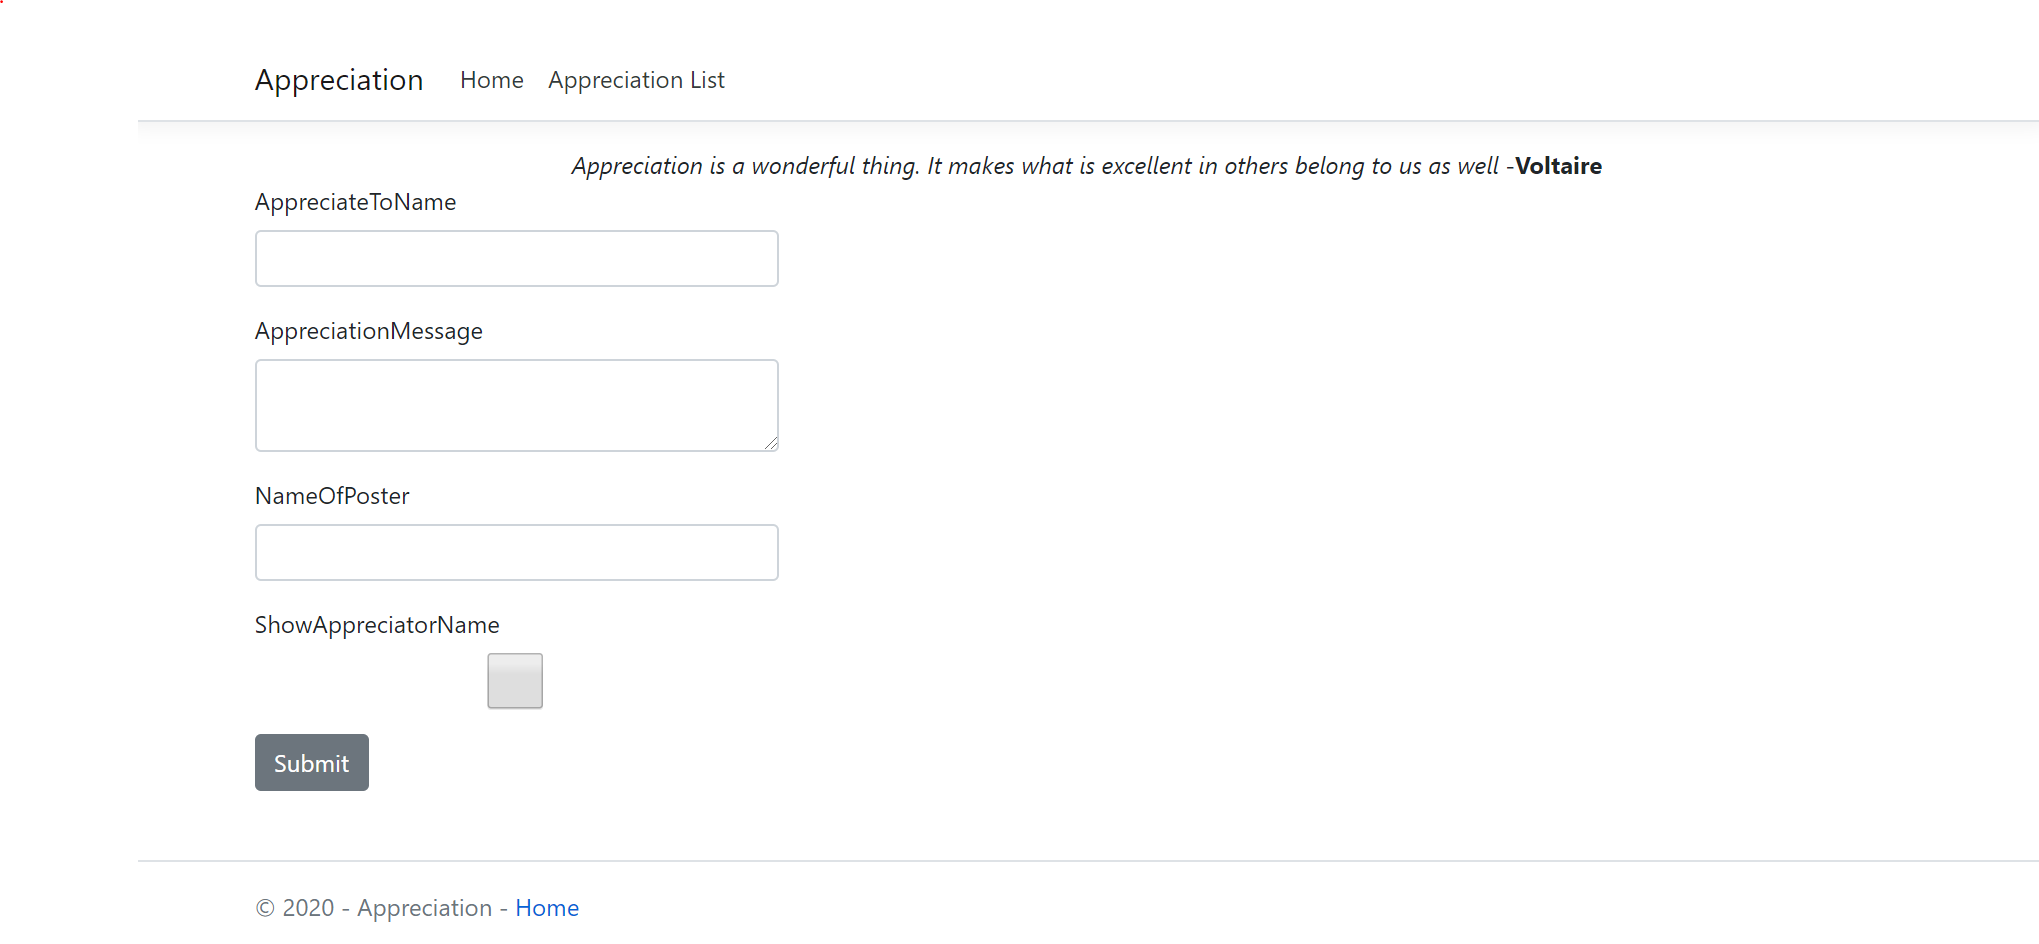 Appreciation Home Appreciation List
Appreciation is a wonderful thing. It makes what is excellent in others belong to us as well -Voltaire
AppreciateToName
AppreciationMessage
NameOfPoster
ShowAppreciatorName
Submit
© 2020 - Appreciation - Home